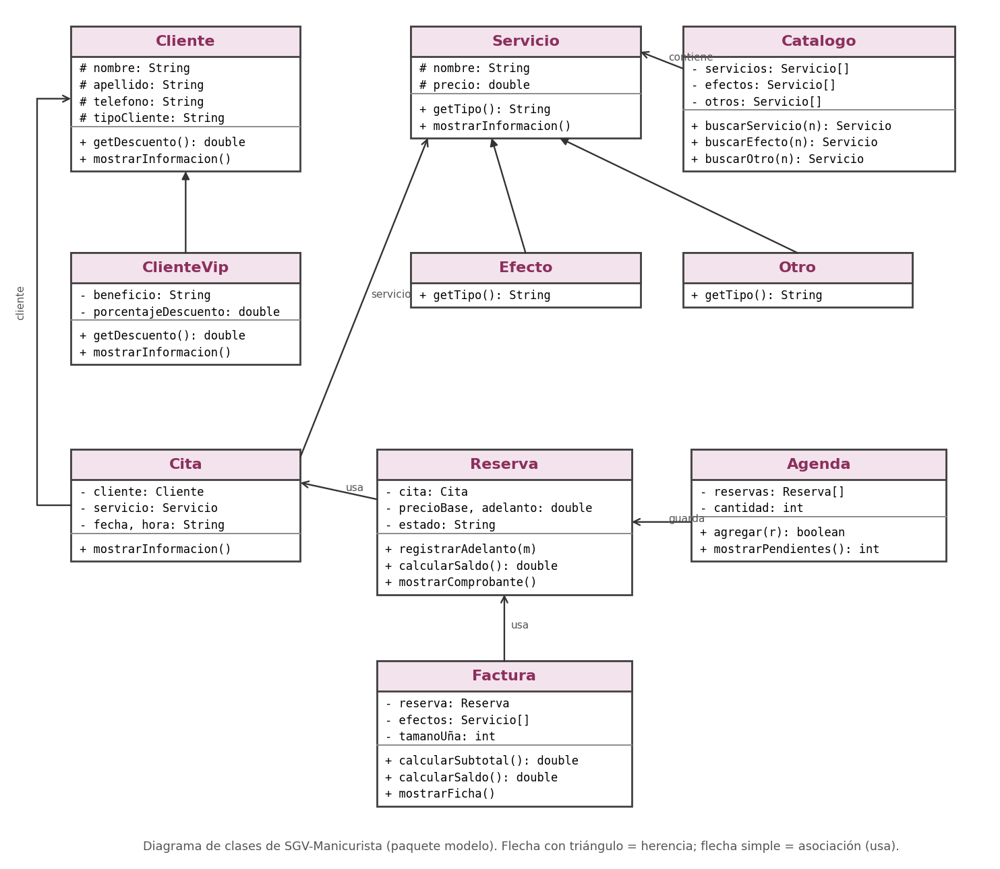 Cliente
# nombre: String
# apellido: String
# telefono: String
# tipoCliente: String
+ getDescuento(): double
+ mostrarInformacion()
Servicio
# nombre: String
# precio: double
+ getTipo(): String
+ mostrarInformacion()
contiene
Catalogo
- servicios: Servicio[]
- efectos: Servicio[]
- otros: Servicio[]
+ buscarServicio(n): Servicio
+ buscarEfecto(n): Servicio
+ buscarOtro(n): Servicio
cliente
ClienteVip
- beneficio: String
- porcentajeDescuento: double
+ getDescuento(): double
+ mostrarInformacion()
servicio
Efecto
+ getTipo(): String
Otro
+ getTipo(): String
Cita
- cliente: Cliente
- servicio: Servicio
- fecha, hora: String
+ mostrarInformacion()
usa
Reserva
- cita: Cita
- precioBase, adelanto: double
- estado: String
+ registrarAdelanto(m)
+ calcularSaldo(): double
+ mostrarComprobante()
guarda
Agenda
- reservas: Reserva[]
- cantidad: int
+ agregar(r): boolean
+ mostrarPendientes(): int
usa
Factura
- reserva: Reserva
- efectos: Servicio[]
- tamanoUña: int
+ calcularSubtotal(): double
+ calcularSaldo(): double
+ mostrarFicha()
Diagrama de clases de SGV-Manicurista (paquete modelo). Flecha con triángulo = herencia; flecha simple = asociación (usa).